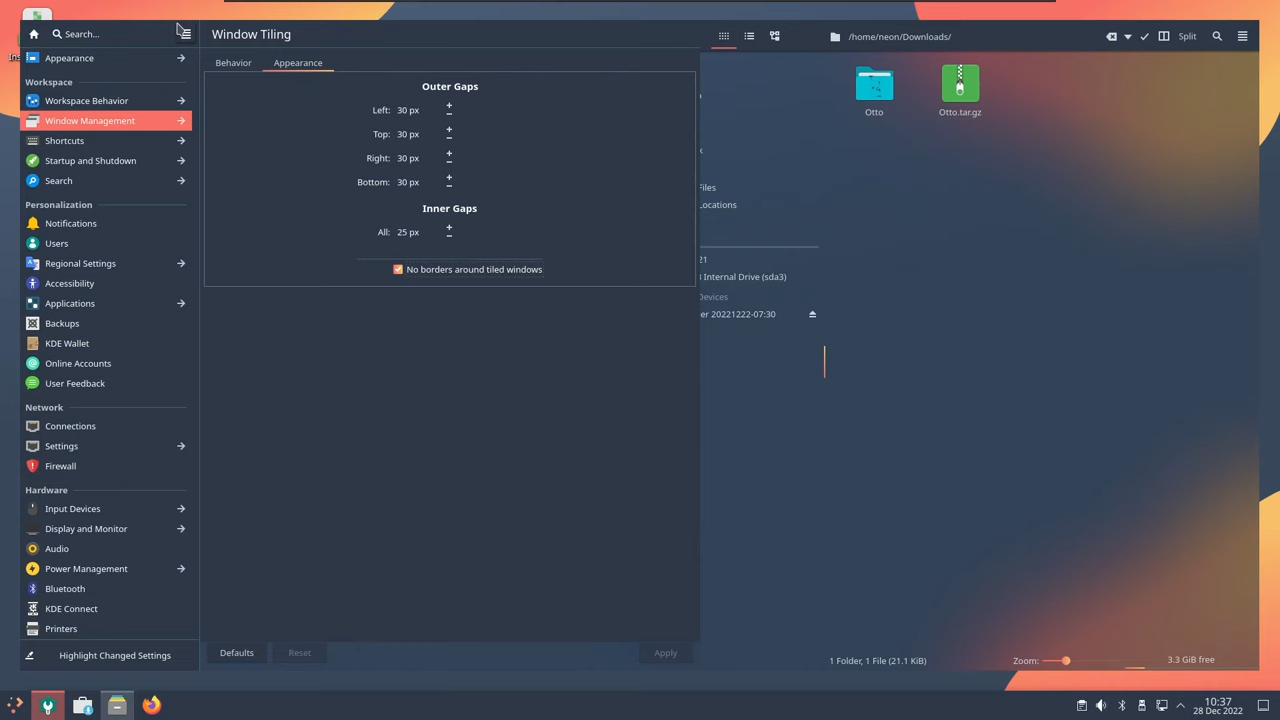 Search...
Appearance
Workspace
Workspace Behavior
Window Management
Shortcuts
Startup and Shutdown
Search
Personalization
Notifications
Users
Regional Settings
Accessibility
Applications
Backups
KDE Wallet
Online Accounts
User Feedback
Network
Connections
Settings
Firewall
Hardware
Input Devices
Display and Monitor
Audio
Power Management
Bluetooth
KDE Connect
Printers
Highlight Changed Settings
Window Tiling
Behavior Appearance
Outer Gaps
Left: 30 px
Top: 30 px
Right: 30 px
Bottom: 30 px
Inner Gaps
All: 25 px
No borders around tiled windows
Defaults Reset Apply
/home/neon/Downloads/
Split
Files
Locations
21
Internal Drive (sda3)
Devices
er 20221222-07:30
Otto Otto.tar.gz
1 Folder, 1 File (21.1 KiB)
Zoom:
3.3 GiB free
10:37
28 Dec 2022